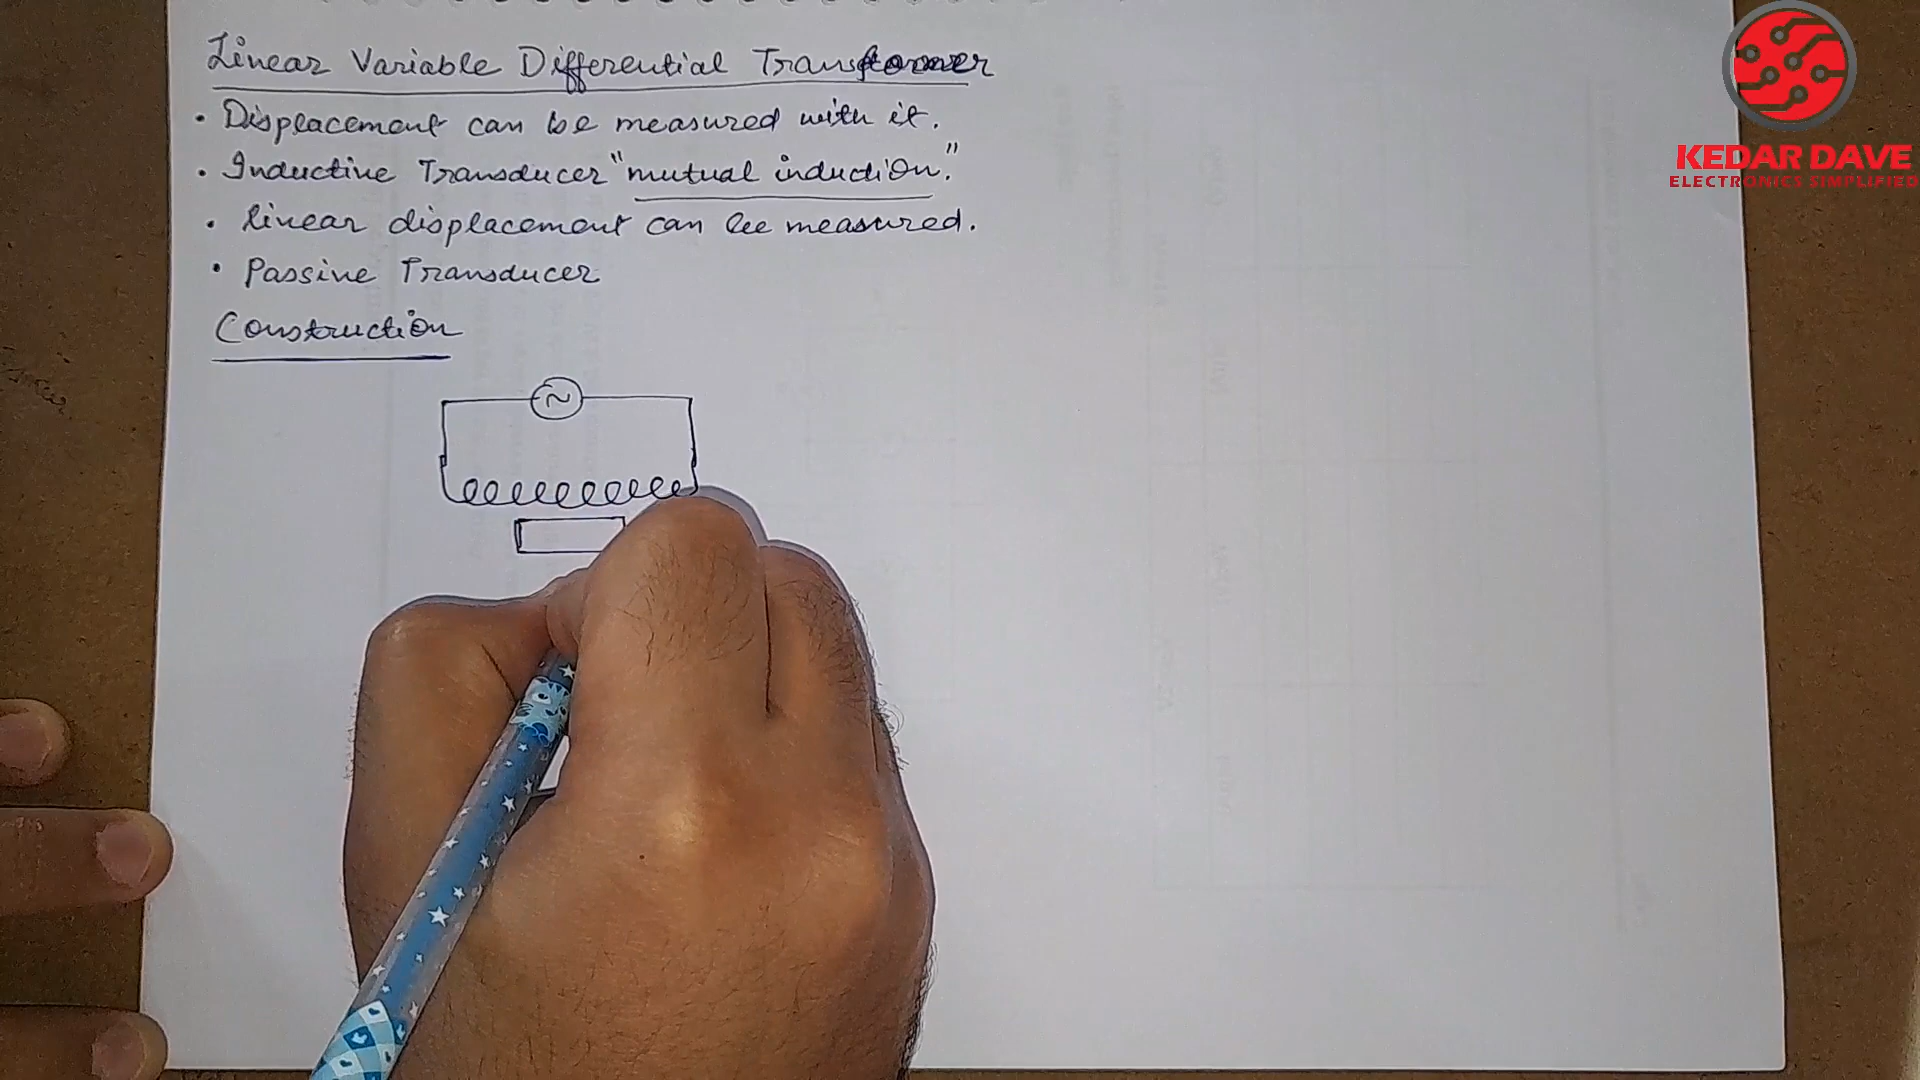 Linear Variable Differential Transformer
• Displacement can be measured with it.
• Inductive Transducer "mutual induction."
• linear displacement can be measured.
• Passive Transducer
Construction
~
KEDAR DAVE
ELECTRONICS SIMPLIFIED